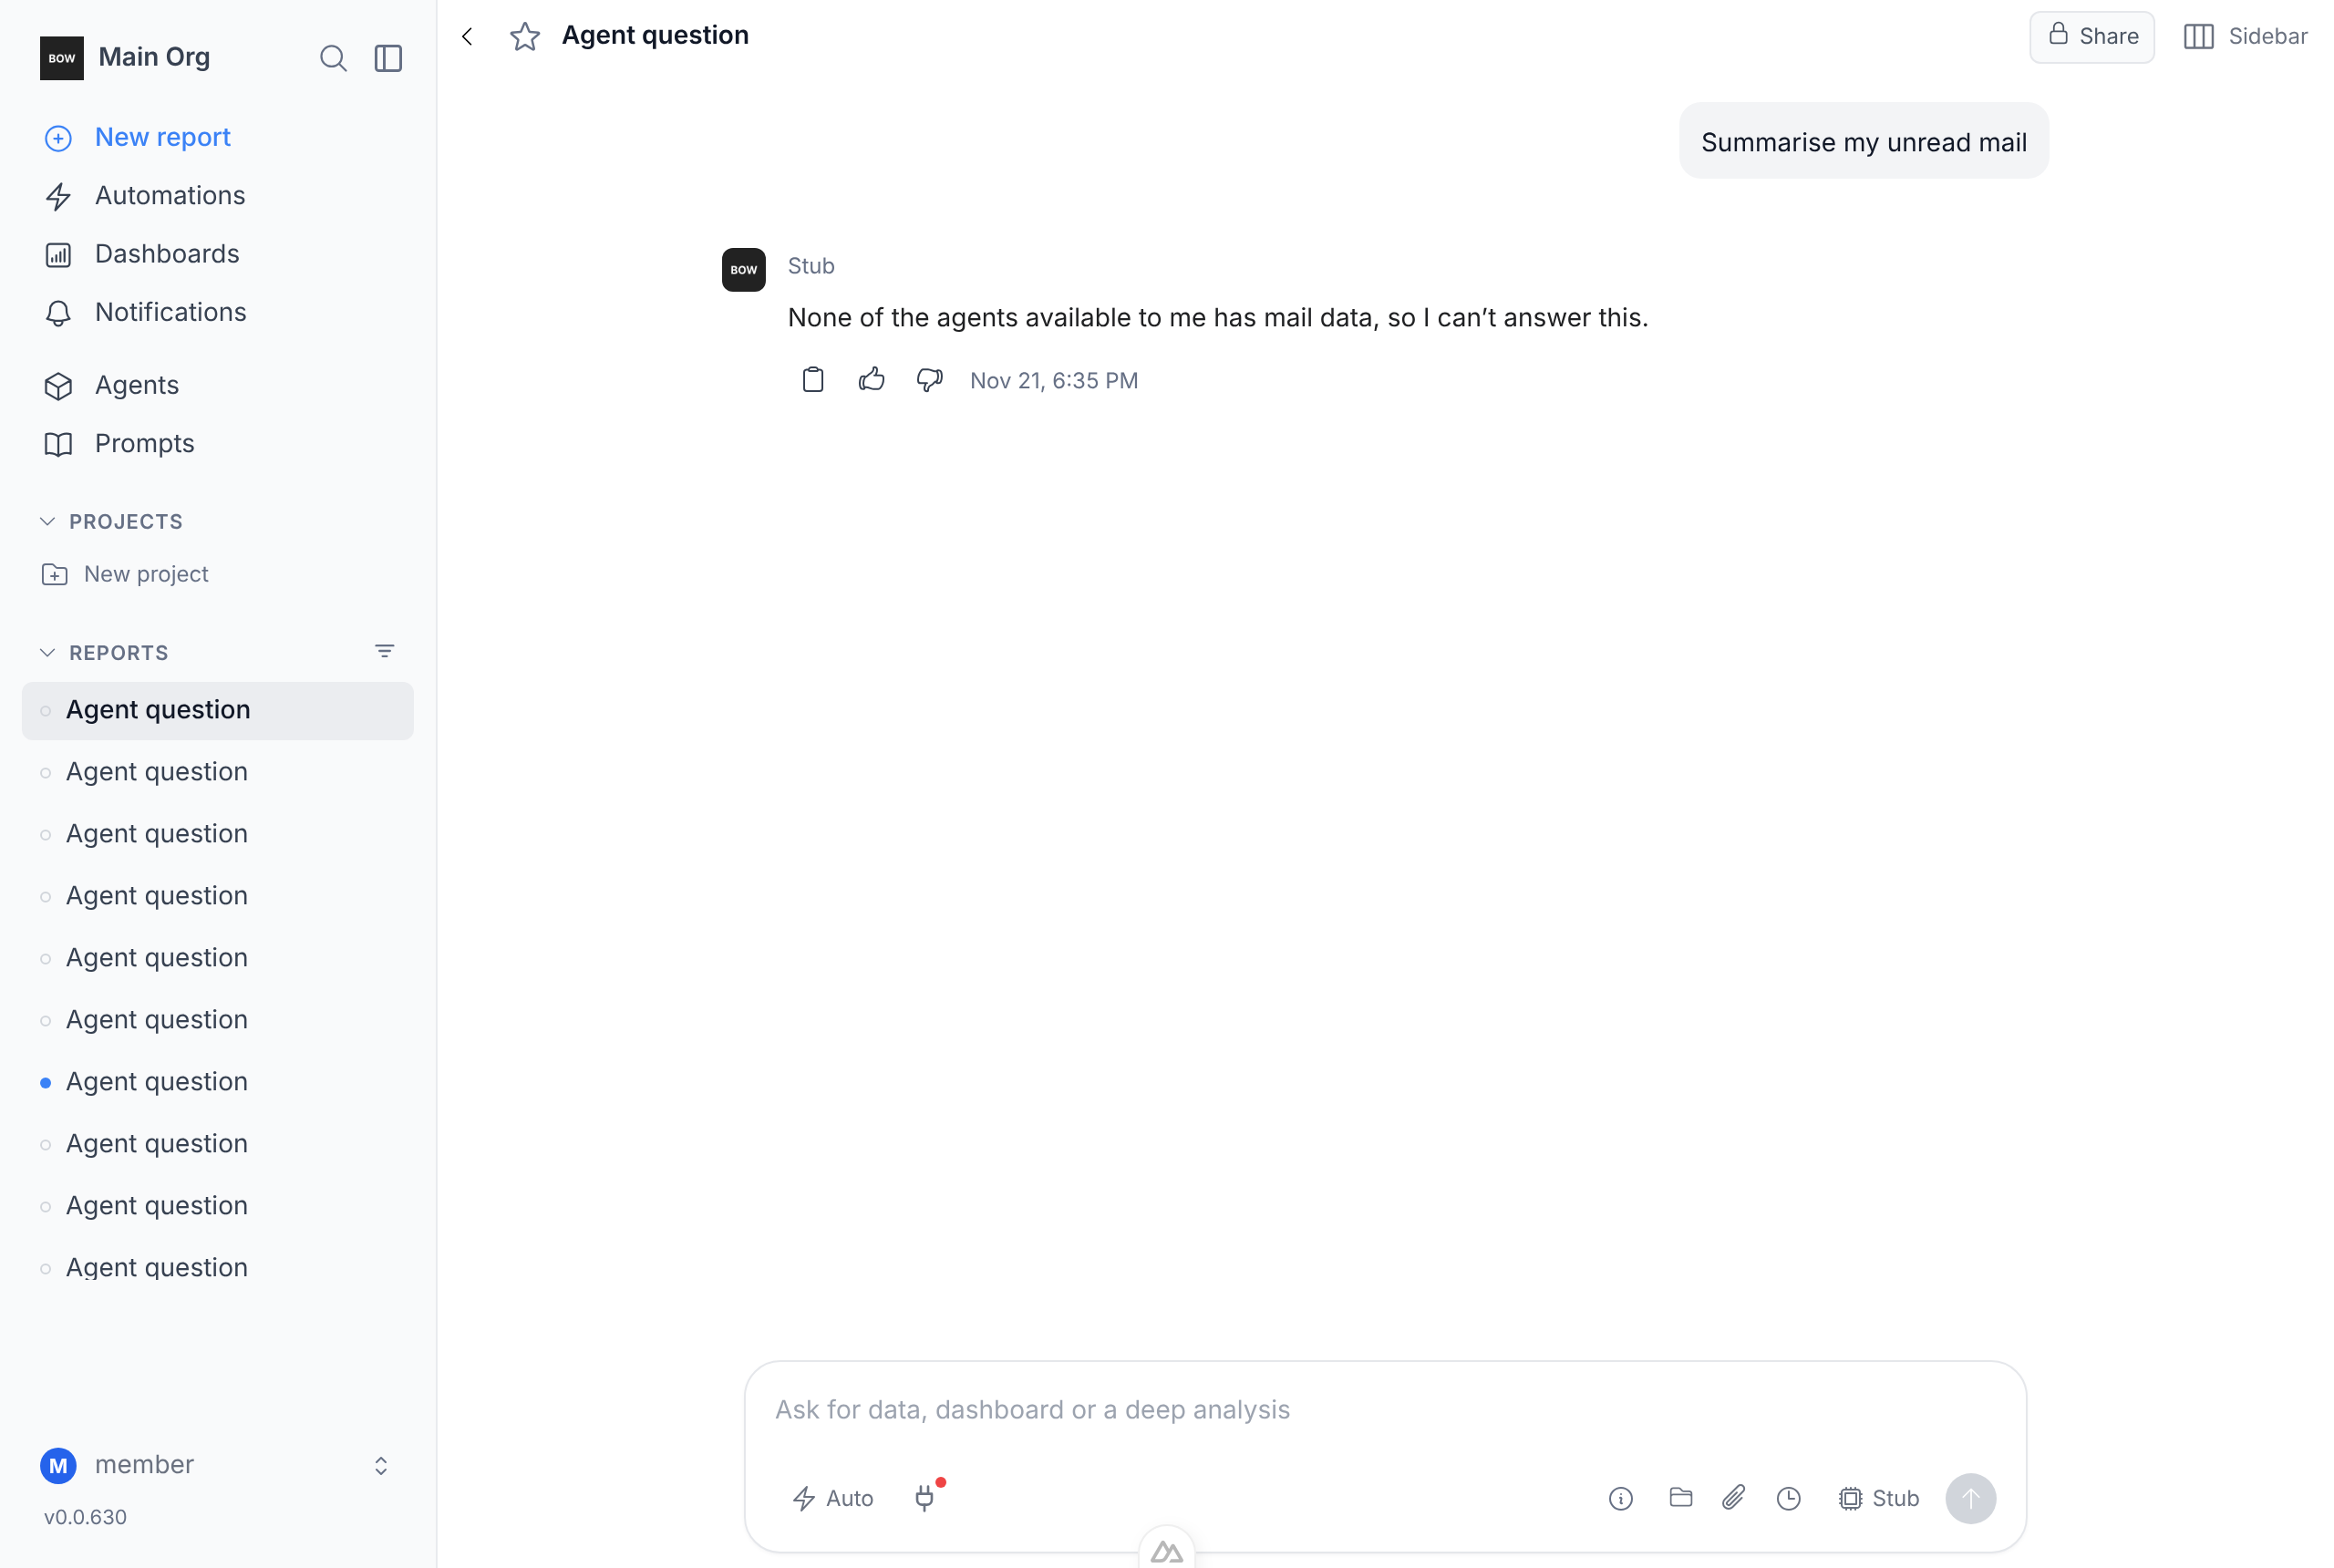 BOW Main Org
New report
Automations
Dashboards
Notifications
Agents
Prompts
PROJECTS
New project
REPORTS
Agent question
Agent question
Agent question
Agent question
Agent question
Agent question
Agent question
Agent question
Agent question
Agent question
M member
v0.0.630
Agent question
Share
Sidebar
Summarise my unread mail
BOW Stub
None of the agents available to me has mail data, so I can’t answer this.
Nov 21, 6:35 PM
Ask for data, dashboard or a deep analysis
Auto
Stub